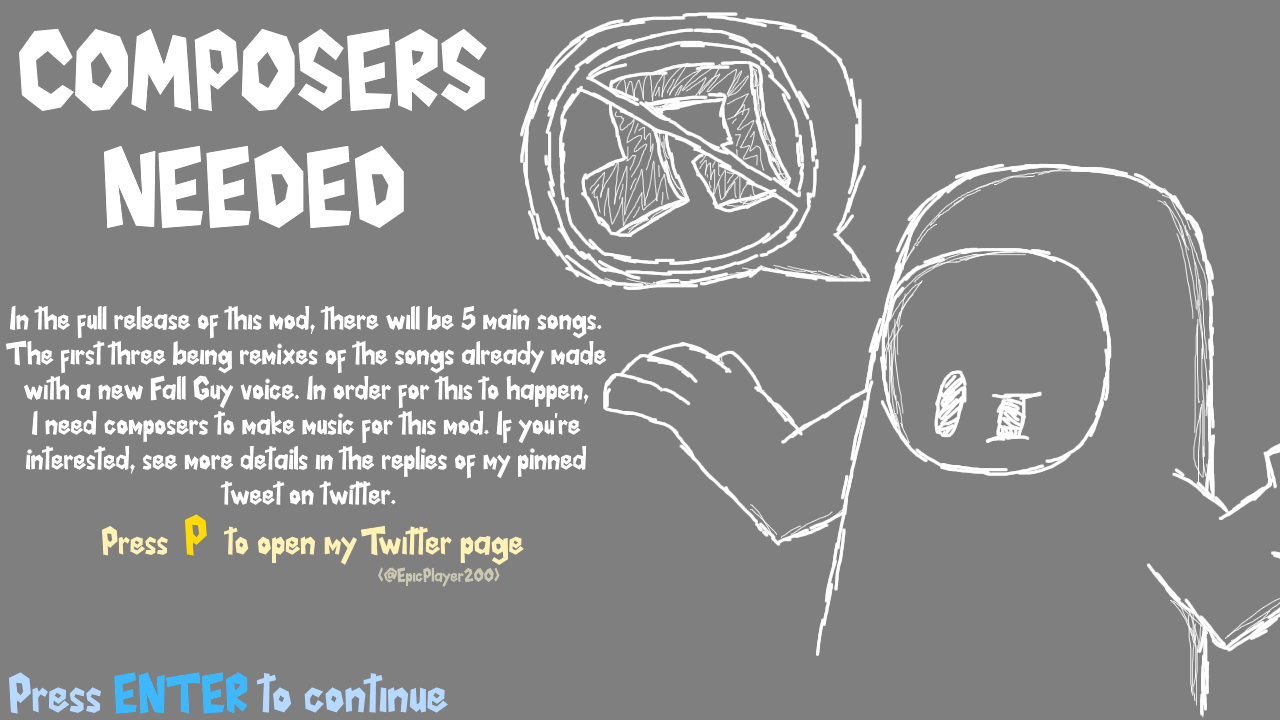 COMPOSERS
NEEDED
In the full release of this mod, there will be 5 main songs.
The first three being remixes of the songs already made
with a new Fall Guy voice. In order for this to happen,
I need composers to make music for this mod. If you're
interested, see more details in the replies of my pinned
tweet on twitter.
Press P to open my Twitter page
(@EpicPlayer200)
Press ENTER to continue